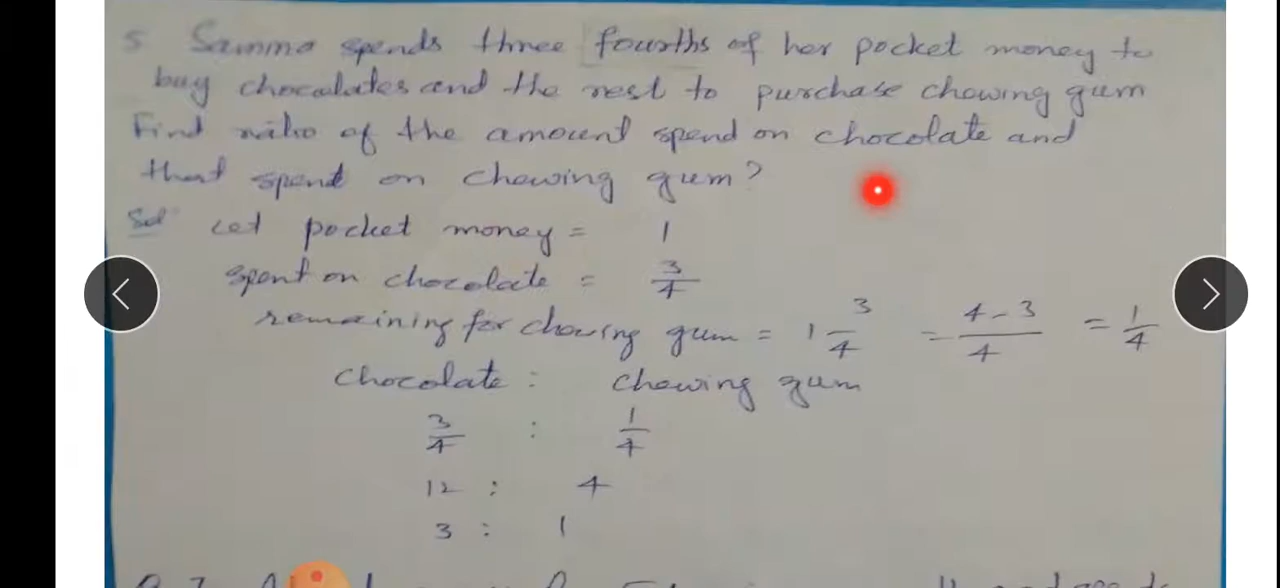 5 Summo spends three fourths of her pocket money to
buy chocolates and the rest to purchase chewing gum
Find ratio of the amount spend on chocolate and
that spend on chewing gum?
Sol Let pocket money = 1
spent on chocolate = 3/4
remaining for chewing gum = 1 3/4 = 4-3/4 = 1/4
chocolate : chewing gum
3/4 : 1/4
12 : 4
3 : 1